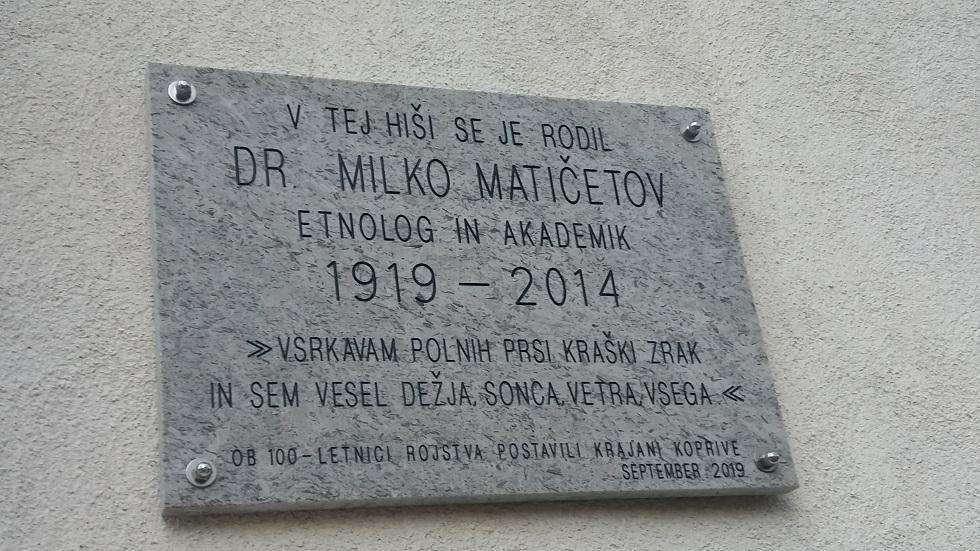 V TEJ HIŠI SE JE RODIL
DR. MILKO MATIČETOV
ETNOLOG IN AKADEMIK
1919 – 2014
»VSRKAVAM POLNIH PRSI KRAŠKI ZRAK
IN SEM VESEL DEŽJA, SONCA, VETRA, VSEGA.«
OB 100-LETNICI ROJSTVA POSTAVILI KRAJANI KOPRIVE
SEPTEMBER 2019